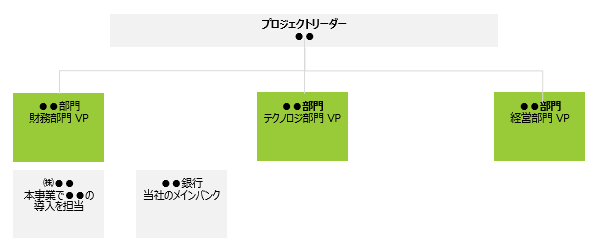 プロジェクトリーダー
●●
●●部門
財務部門 VP
●●部門
テクノロジ部門 VP
●●部門
経営部門 VP
㈱●●
本事業で●●の
導入を担当
●●銀行
当社のメインバンク